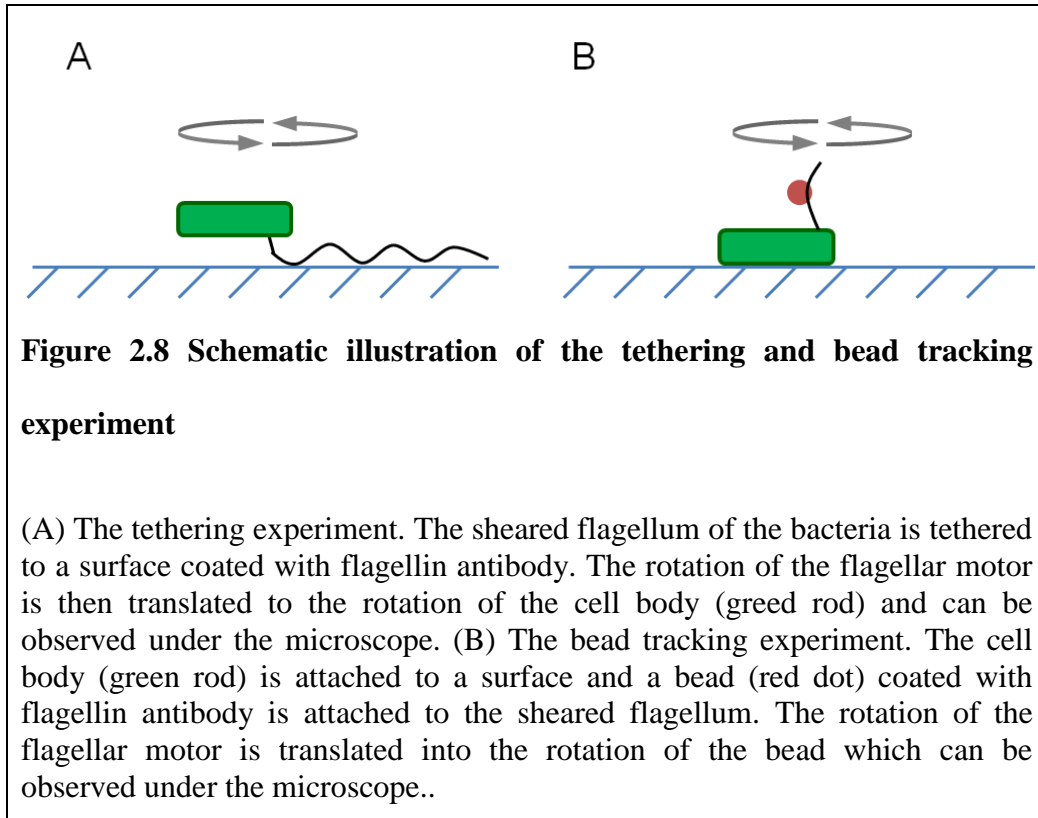 A
B
Figure 2.8 Schematic illustration of the tethering and bead tracking
experiment
(A) The tethering experiment. The sheared flagellum of the bacteria is tethered
to a surface coated with flagellin antibody. The rotation of the flagellar motor
is then translated to the rotation of the cell body (greed rod) and can be
observed under the microscope. (B) The bead tracking experiment. The cell
body (green rod) is attached to a surface and a bead (red dot) coated with
flagellin antibody is attached to the sheared flagellum. The rotation of the
flagellar motor is translated into the rotation of the bead which can be
observed under the microscope..